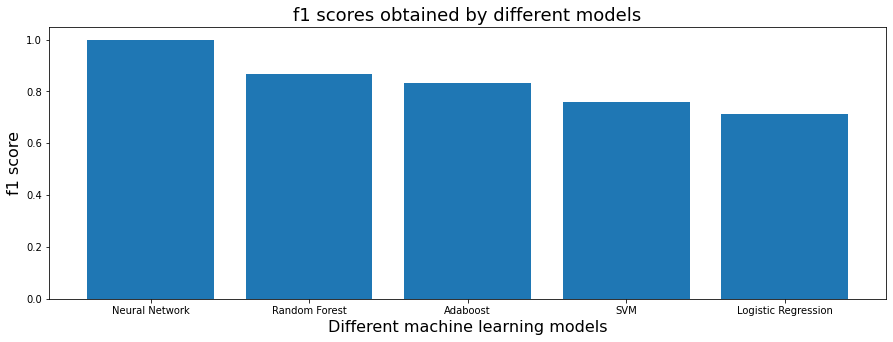 f1 scores obtained by different models
f1 score
1.0
0.8
0.6
0.4
0.2
0.0
Neural Network
Random Forest
Adaboost
SVM
Logistic Regression
Different machine learning models